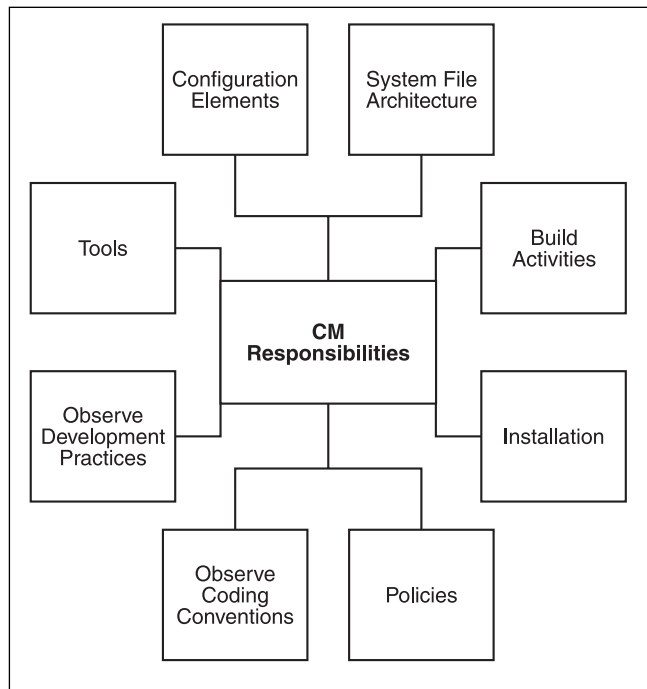 Configuration
Elements
System File
Architecture
Tools
Build
Activities
CM
Responsibilities
Observe
Development
Practices
Installation
Observe
Coding
Conventions
Policies